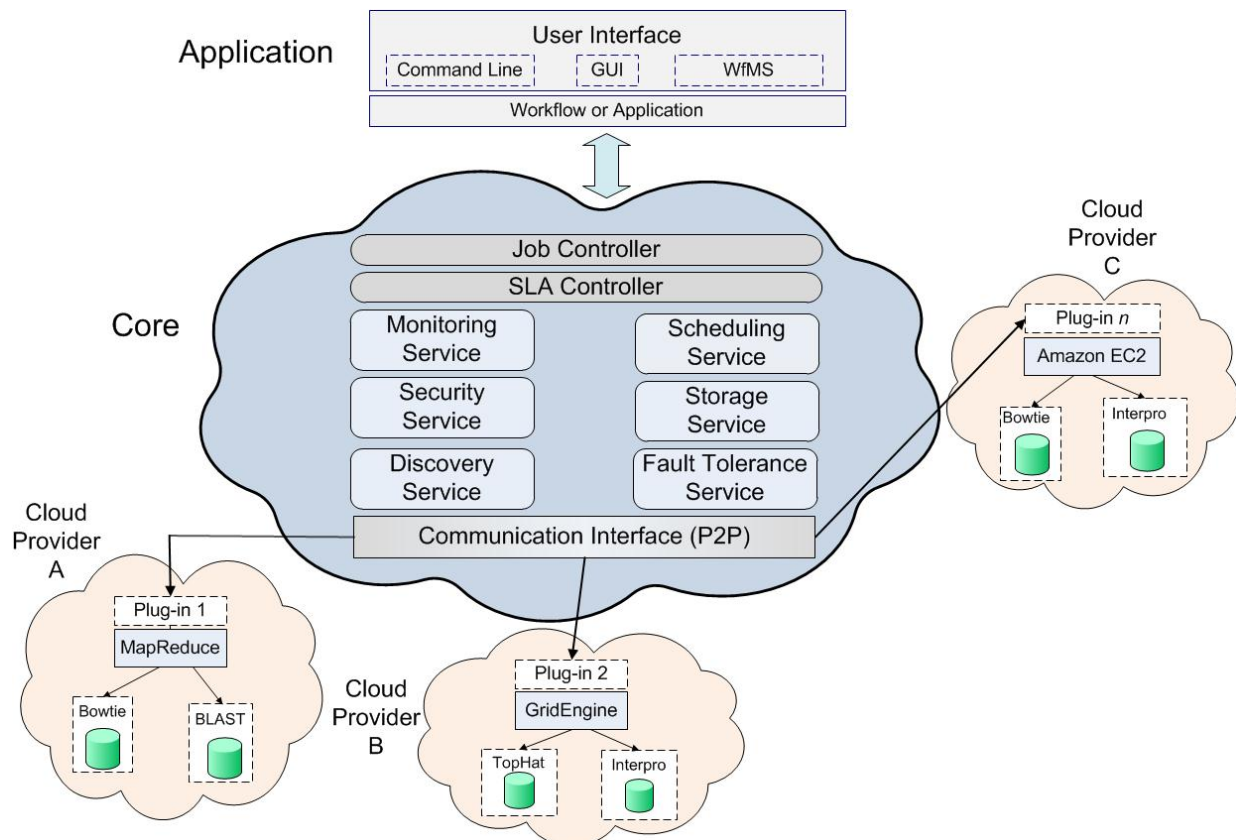 Application
User Interface
Command Line
GUI
WfMS
Workflow or Application
Core
Job Controller
SLA Controller
Monitoring
Service
Scheduling
Service
Security
Service
Storage
Service
Discovery
Service
Fault Tolerance
Service
Communication Interface (P2P)
Cloud
Provider
A
Plug-in 1
MapReduce
Bowtie
BLAST
Cloud
Provider
B
Plug-in 2
GridEngine
TopHat
Interpro
Cloud
Provider
C
Plug-in n
Amazon EC2
Bowtie
Interpro